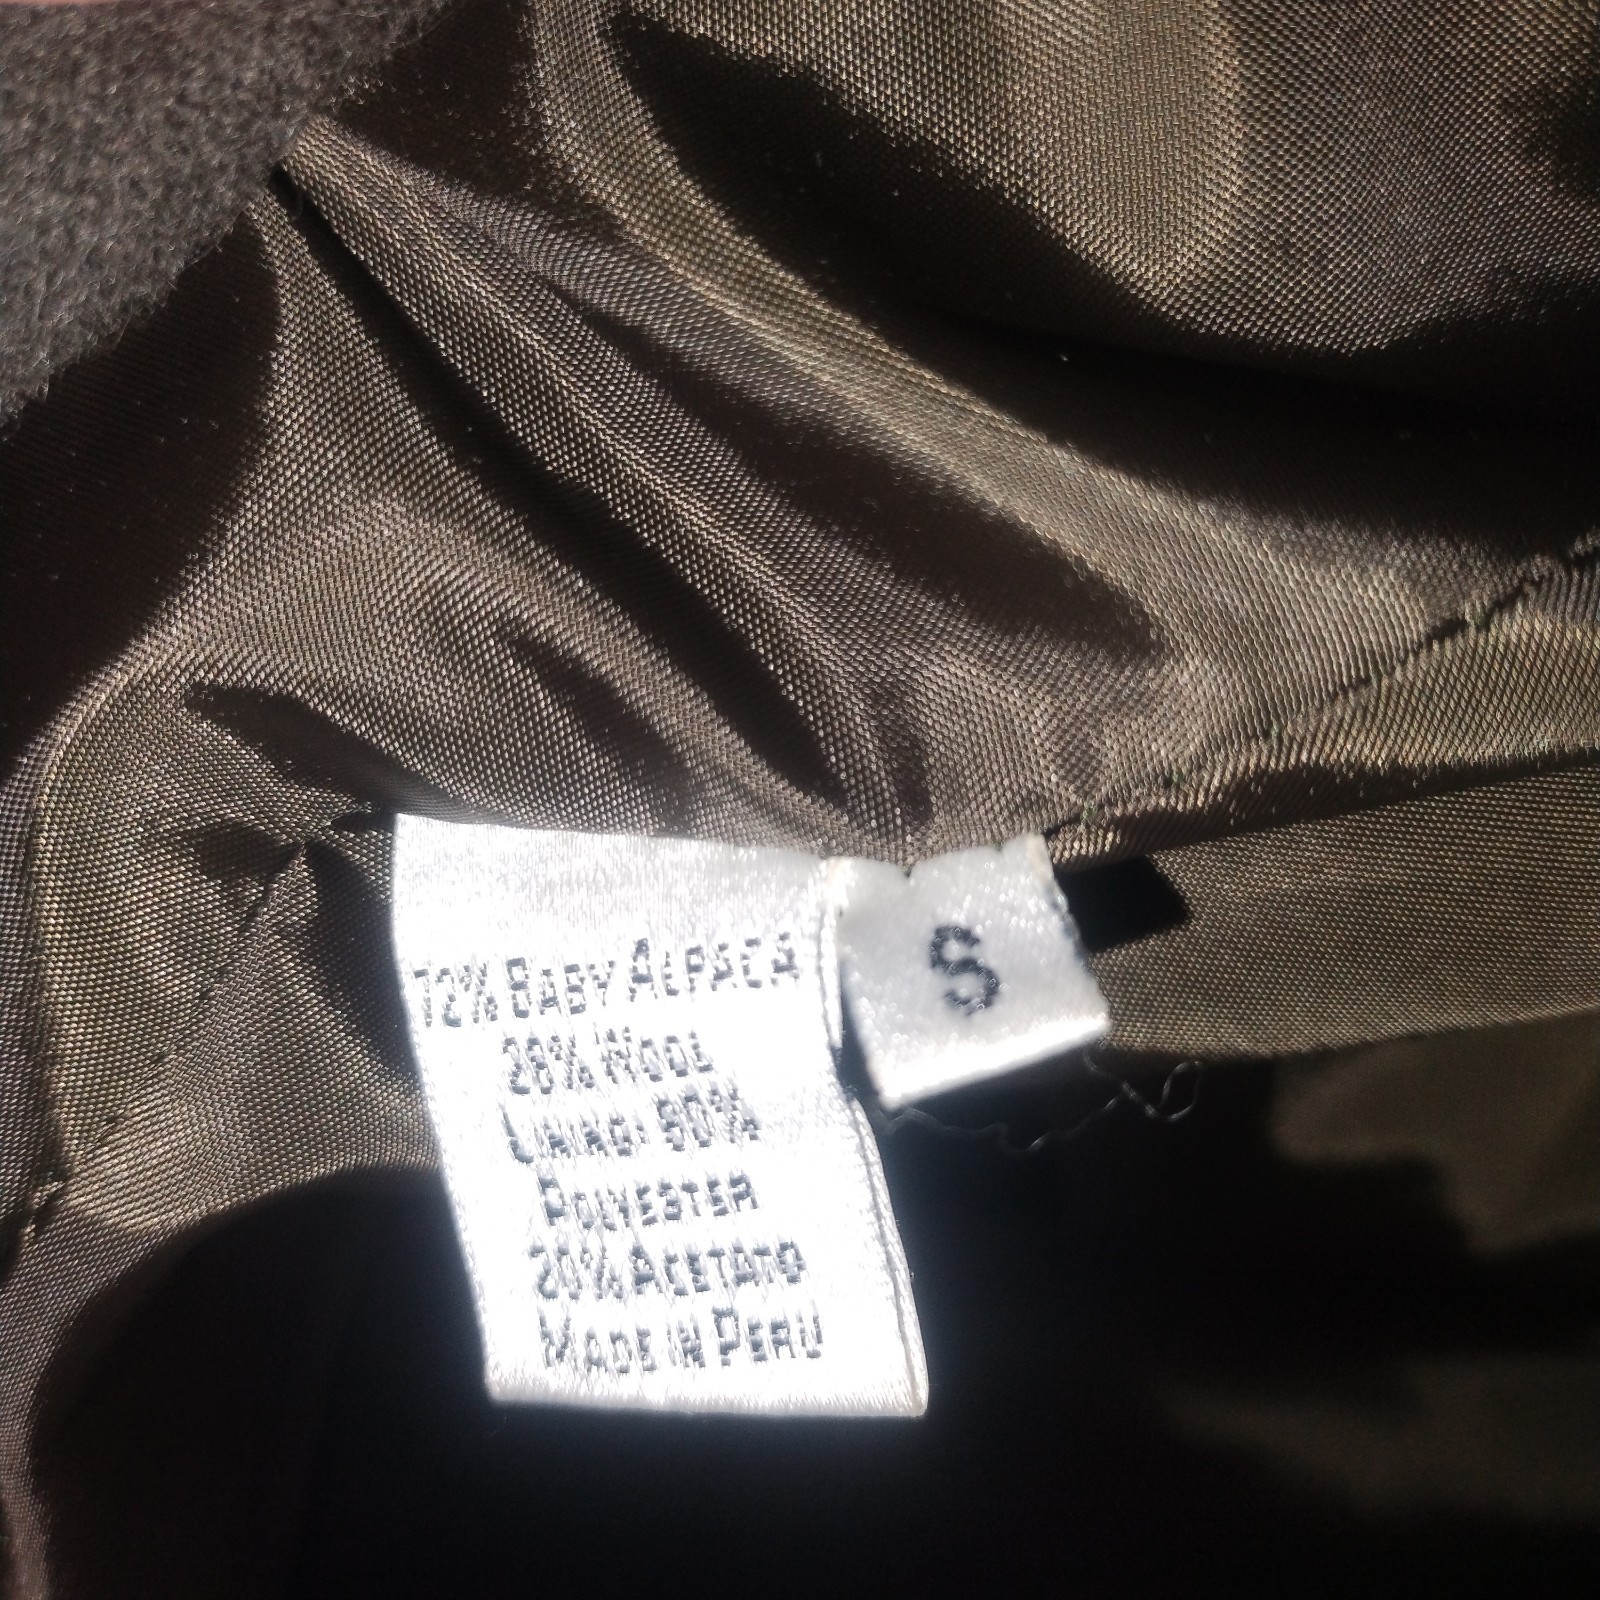 72% BABY ALPACA
28% WOOL
LINING: 80%
POLYESTER
20% ACETATO
MADE IN PERU
S